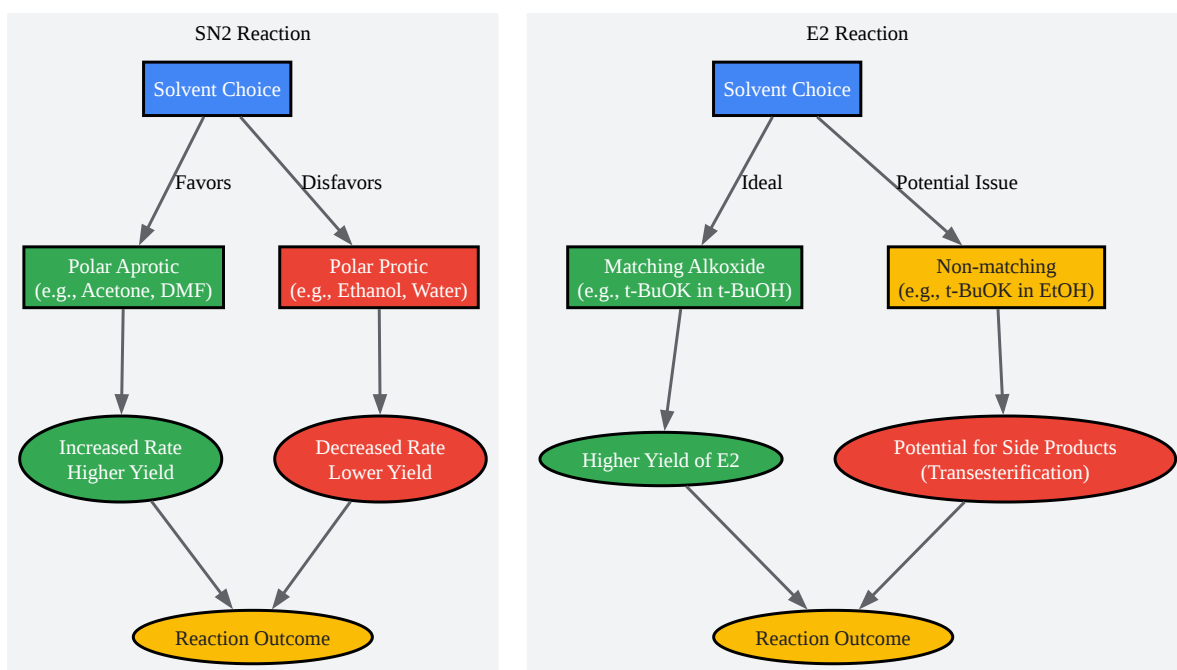 SN2 Reaction
Solvent Choice
Favors
Disfavors
Polar Aprotic
(e.g., Acetone, DMF)
Polar Protic
(e.g., Ethanol, Water)
Increased Rate
Higher Yield
Decreased Rate
Lower Yield
Reaction Outcome
E2 Reaction
Solvent Choice
Ideal
Potential Issue
Matching Alkoxide
(e.g., t-BuOK in t-BuOH)
Non-matching
(e.g., t-BuOK in EtOH)
Higher Yield of E2
Potential for Side Products
(Transesterification)
Reaction Outcome